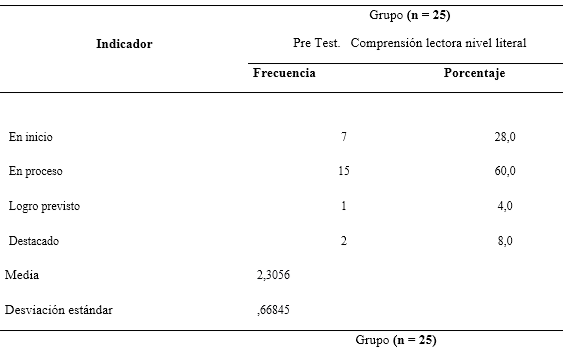 Grupo (n = 25)
Indicador
Pre Test. Comprensión lectora nivel literal
Frecuencia Porcentaje
En inicio 7 28,0
En proceso 15 60,0
Logro previsto 1 4,0
Destacado 2 8,0
Media 2,3056
Desviación estándar ,66845
Grupo (n = 25)